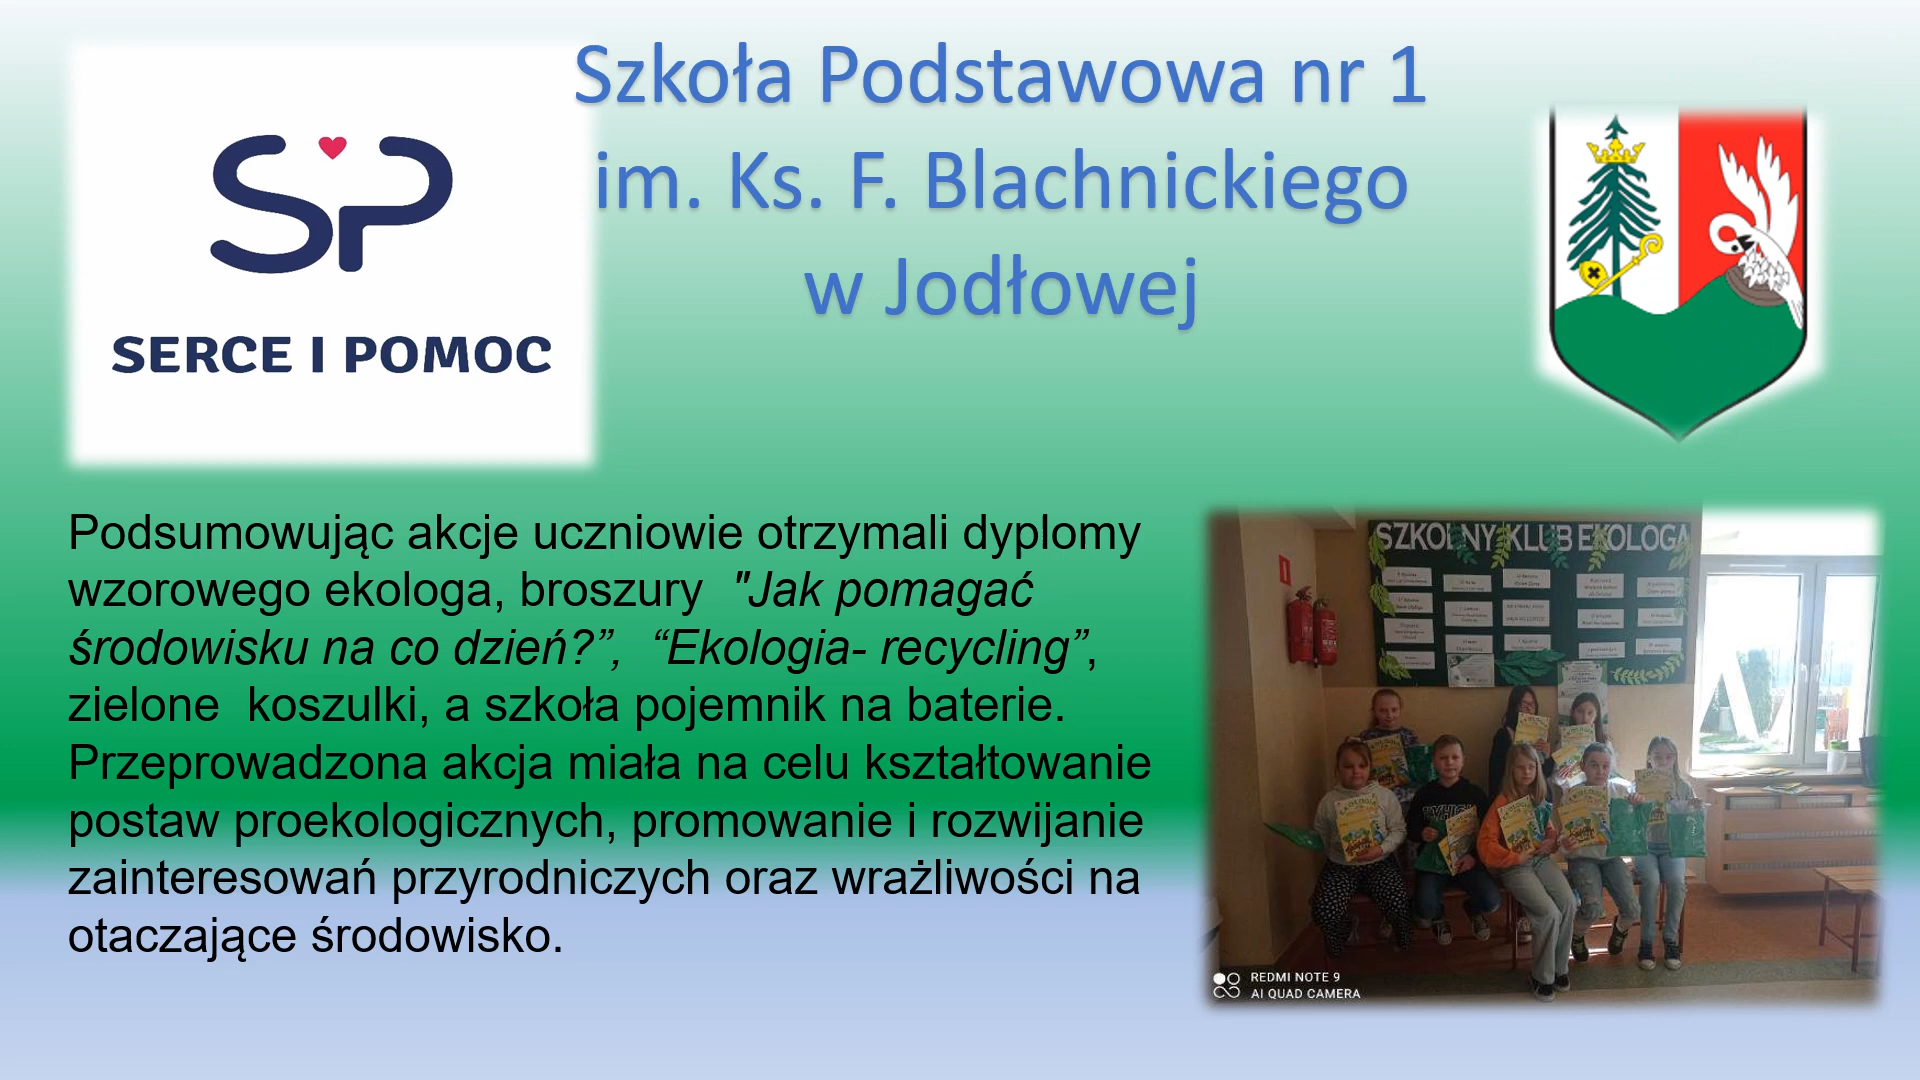 Szkoła Podstawowa nr 1
im. Ks. F. Blachnickiego
w Jodłowej
SP
SERCE I POMOC
Podsumowując akcje uczniowie otrzymali dyplomy
wzorowego ekologa, broszury "Jak pomagać
środowisku na co dzień?”, “Ekologia- recycling”,
zielone koszulki, a szkoła pojemnik na baterie.
Przeprowadzona akcja miała na celu kształtowanie
postaw proekologicznych, promowanie i rozwijanie
zainteresowań przyrodniczych oraz wrażliwości na
otaczające środowisko.
SZKOLNY KLUB EKOLOGA
REDMI NOTE 9
AI QUAD CAMERA